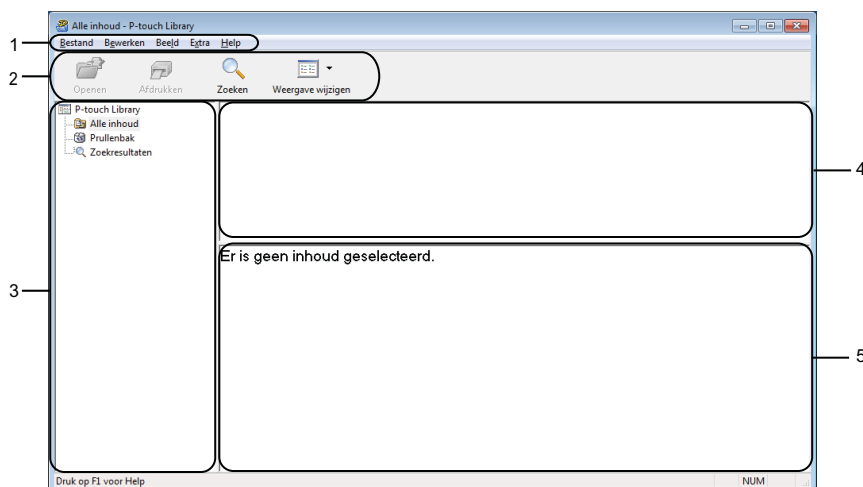 Alle inhoud - P-touch Library
1
Bestand Bewerken Beeld Extra Help
2
Openen Afdrukken Zoeken Weergave wijzigen
P-touch Library
Alle inhoud
Prullenbak
Zoekresultaten
4
Er is geen inhoud geselecteerd.
3
5
Druk op F1 voor Help NUM